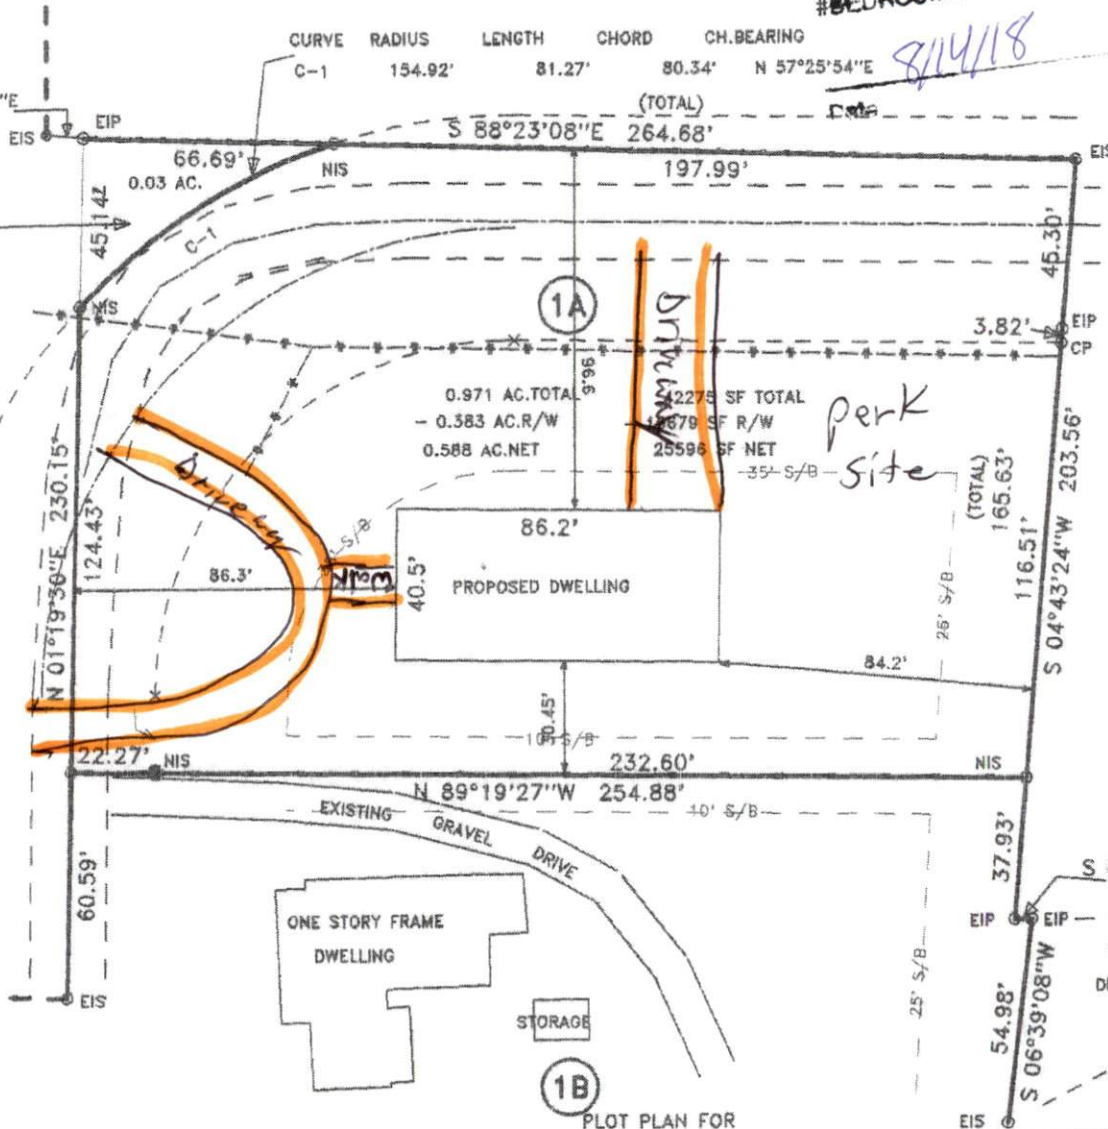 CURVE RADIUS LENGTH CHORD CH.BEARING
C-1 154.92' 81.27' 80.34' N 57°25'54"E
8/14/18
"E
EIP
EIS
(TOTAL)
S 88°23'08"E 264.68'
66.69'
NIS
197.99'
EIS
0.03 AC.
45.14'
C-1
NIS
45.30'
1A
Driveway
3.82'
EIP
CP
96.6'
0.971 AC.TOTAL 42275 SF TOTAL
- 0.383 AC.R/W 16679 SF R/W
0.588 AC.NET 25596 SF NET
perk
site
35' S/B
(TOTAL)
165.63'
S 04°43'24"W 203.56'
116.51'
N 01°19'30"E 230.15'
124.43'
Driveway
S/B
86.3'
Walk
86.2'
40.5'
PROPOSED DWELLING
25' S/B
84.2'
10' S/B
22.27'
NIS
232.60'
NIS
N 89°19'27"W 254.88'
10' S/B
EXISTING GRAVEL DRIVE
60.59'
37.93'
S
ONE STORY FRAME
DWELLING
EIP
EIP
EIS
STORAGE
25' S/B
54.98'
S 06°39'08"W
1B
PLOT PLAN FOR
EIS